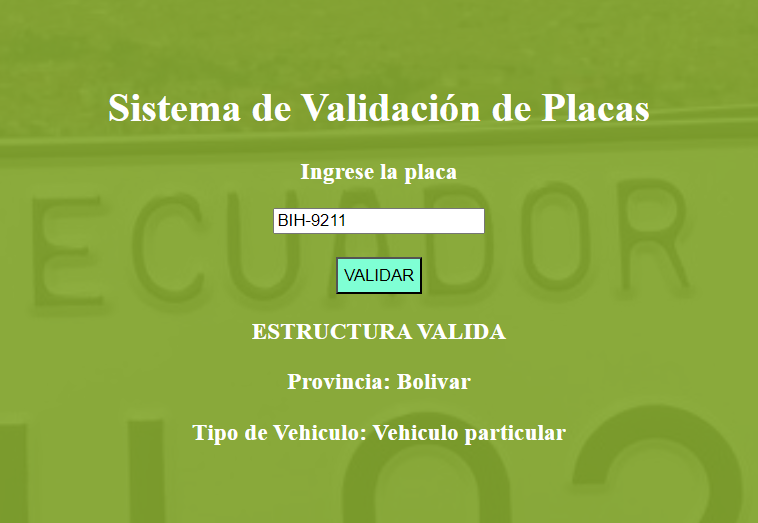 Sistema de Validación de Placas
Ingrese la placa
ECUADOR
BIH-9211
VALIDAR
ESTRUCTURA VALIDA
Provincia: Bolivar
Tipo de Vehiculo: Vehiculo particular